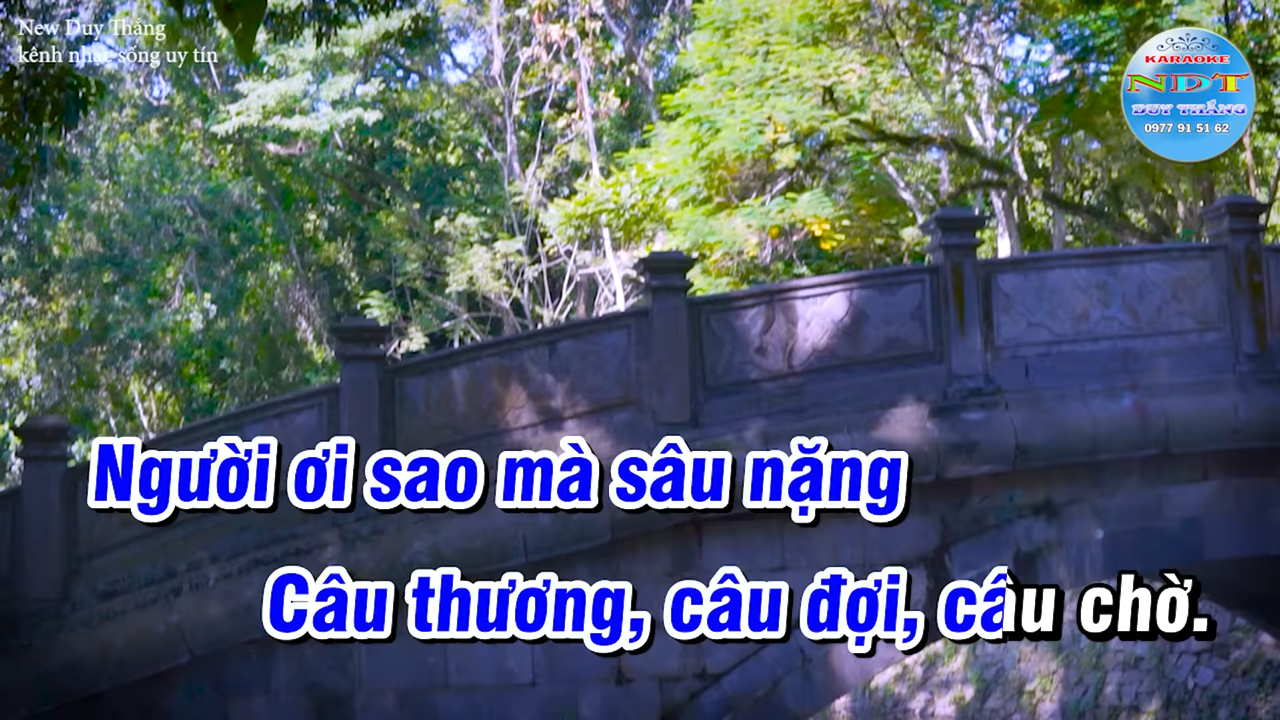 New Duy Thắng
kênh nhạc sống uy tín
KARAOKE
NDT
DUY THẮNG
0977 91 51 62
Người ơi sao mà sâu nặng
Câu thương, câu đợi, câu chờ.